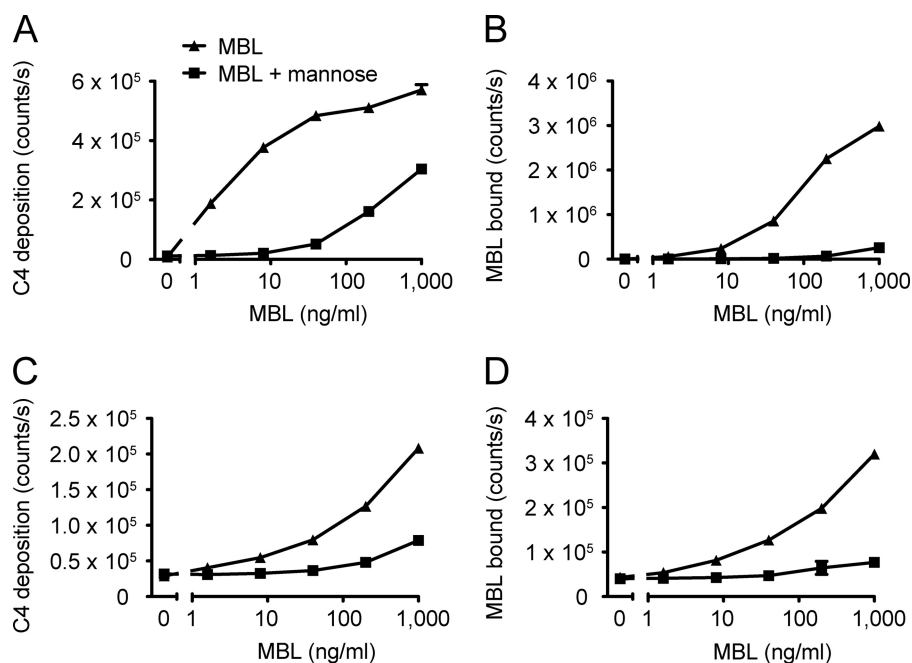 A
MBL
MBL + mannose
C4 deposition (counts/s)
6 x 10⁵
4 x 10⁵
2 x 10⁵
0
0 1 10 100 1,000
MBL (ng/ml)
B
MBL bound (counts/s)
4 x 10⁶
3 x 10⁶
2 x 10⁶
1 x 10⁶
0
0 1 10 100 1,000
MBL (ng/ml)
C
C4 deposition (counts/s)
2.5 x 10⁵
2.0 x 10⁵
1.5 x 10⁵
1.0 x 10⁵
0.5 x 10⁵
0
0 1 10 100 1,000
MBL (ng/ml)
D
MBL bound (counts/s)
4 x 10⁵
3 x 10⁵
2 x 10⁵
1 x 10⁵
0
0 1 10 100 1,000
MBL (ng/ml)